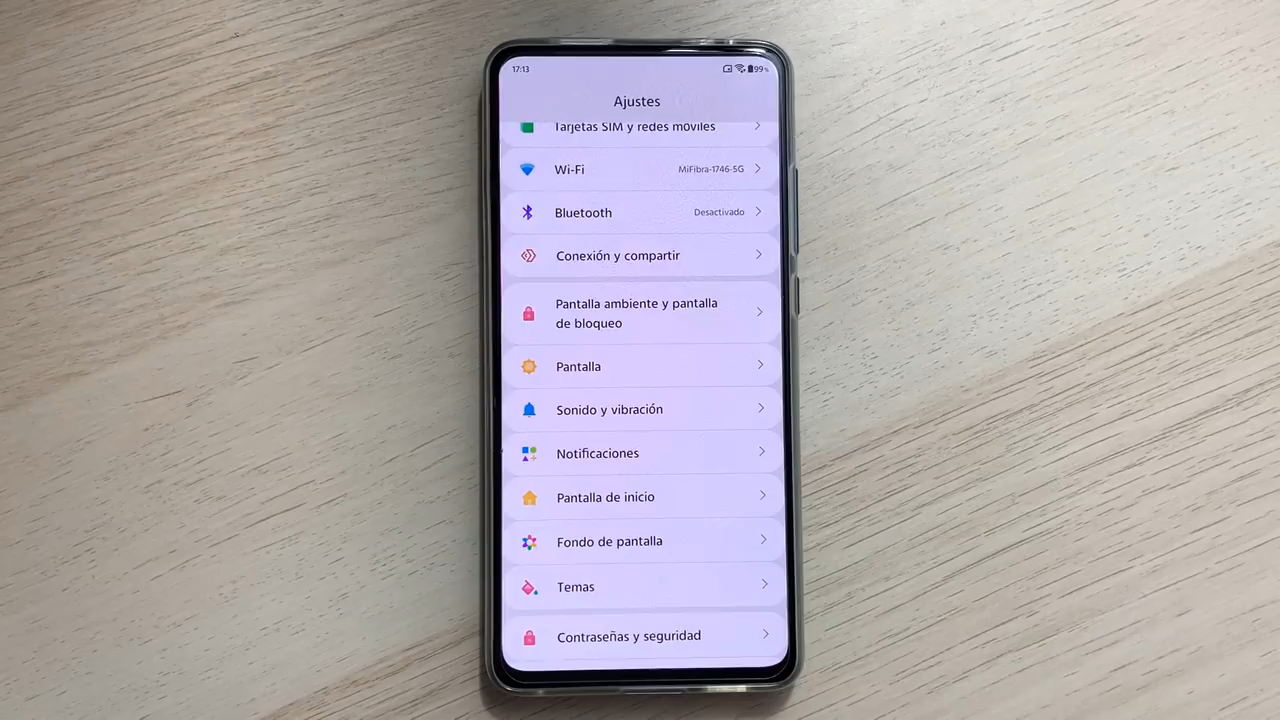 17:13
99%
Ajustes
Tarjetas SIM y redes móviles
Wi-Fi
MiFibra-1746-5G
Bluetooth
Desactivado
Conexión y compartir
Pantalla ambiente y pantalla
de bloqueo
Pantalla
Sonido y vibración
Notificaciones
Pantalla de inicio
Fondo de pantalla
Temas
Contraseñas y seguridad